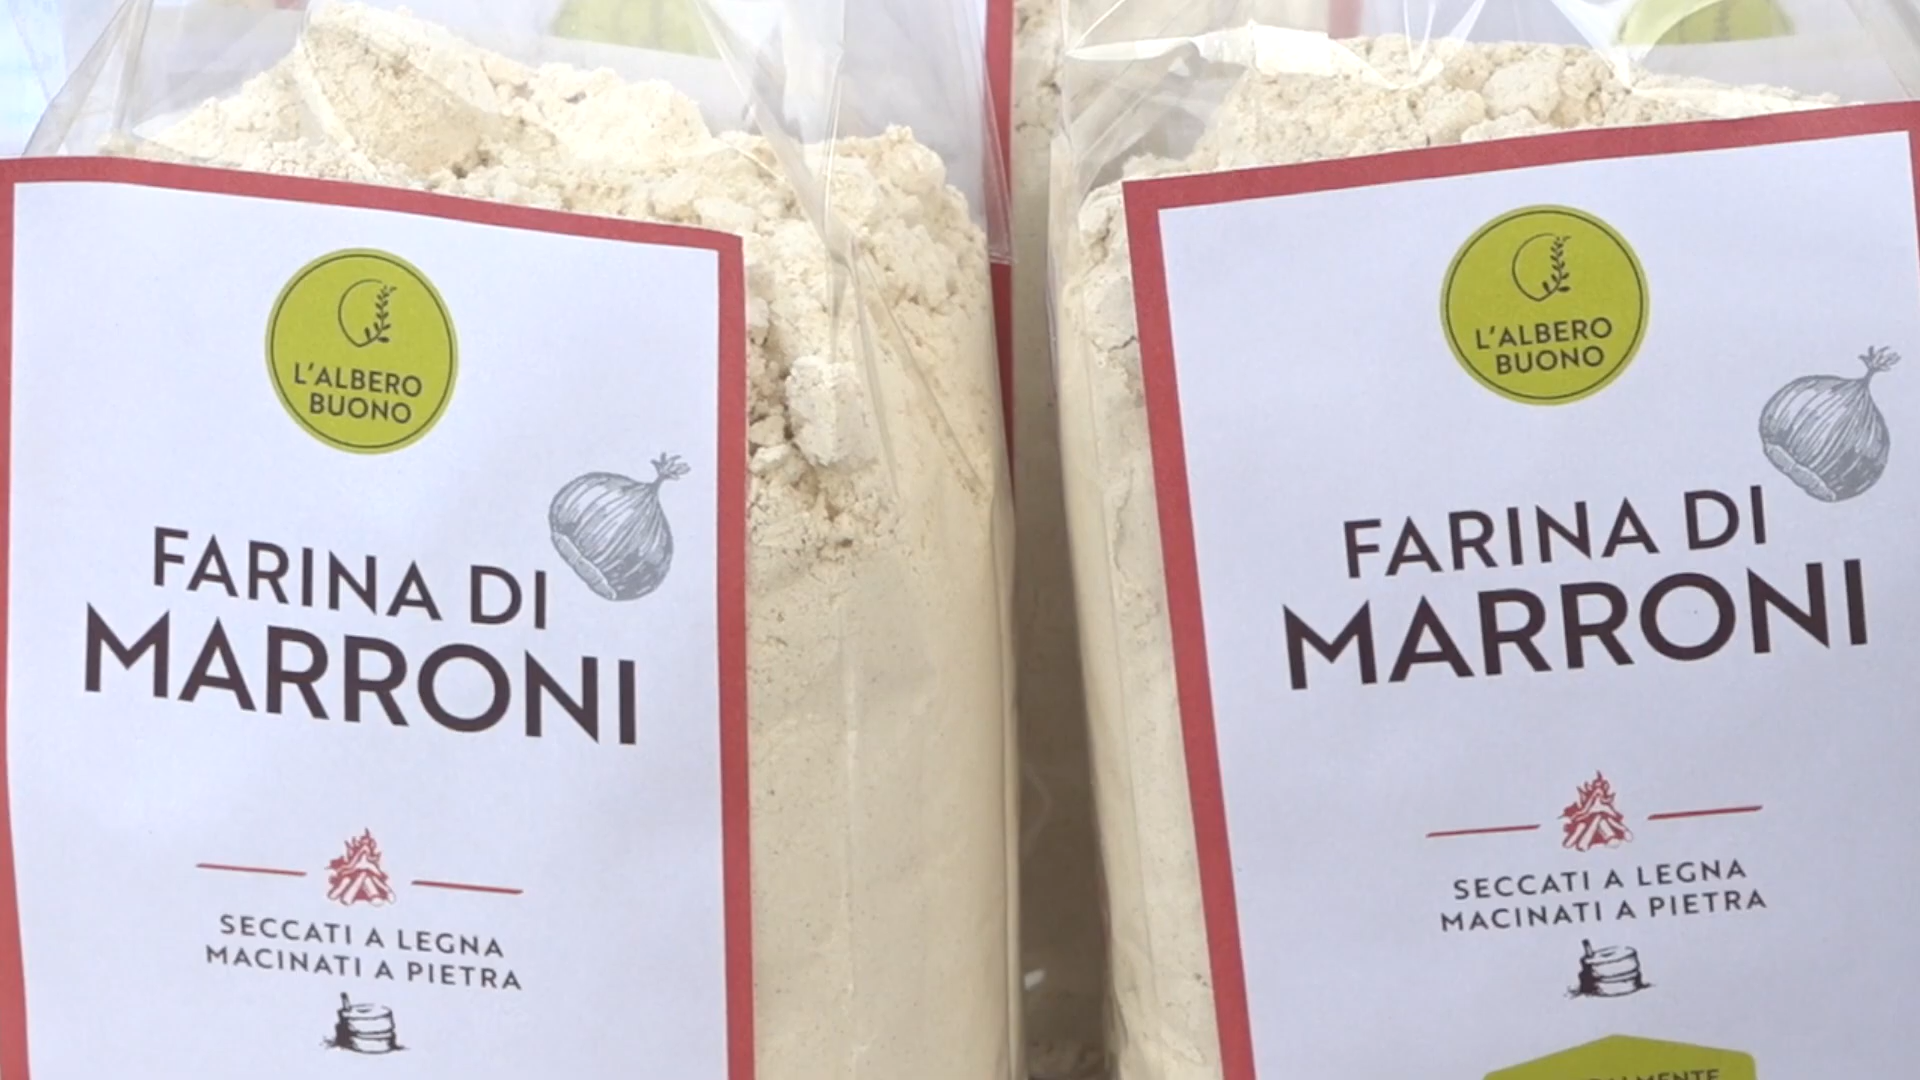 L'ALBERO
BUONO
FARINA DI
MARRONI
SECCATI A LEGNA
MACINATI A PIETRA
L'ALBERO
BUONO
FARINA DI
MARRONI
SECCATI A LEGNA
MACINATI A PIETRA